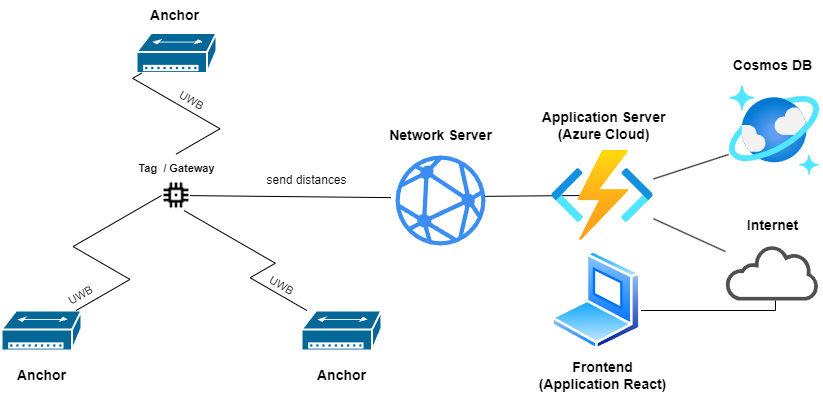 Anchor
UWB
Cosmos DB
Application Server
(Azure Cloud)
Network Server
Tag / Gateway
send distances
Internet
UWB
UWB
Anchor
Anchor
Frontend
(Application React)